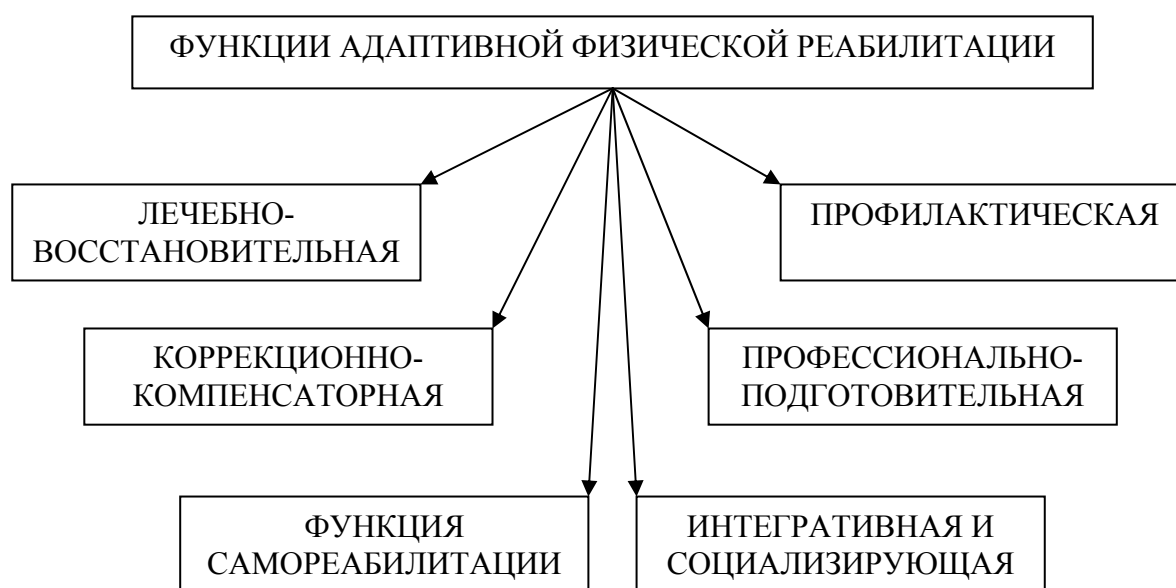 ФУНКЦИИ АДАПТИВНОЙ ФИЗИЧЕСКОЙ РЕАБИЛИТАЦИИ
ЛЕЧЕБНО-
ВОССТАНОВИТЕЛЬНАЯ
ПРОФИЛАКТИЧЕСКАЯ
КОРРЕКЦИОННО-
КОМПЕНСАТОРНАЯ
ПРОФЕССИОНАЛЬНО-
ПОДГОТОВИТЕЛЬНАЯ
ФУНКЦИЯ
САМОРЕАБИЛИТАЦИИ
ИНТЕГРАТИВНАЯ И
СОЦИАЛИЗИРУЮЩАЯ